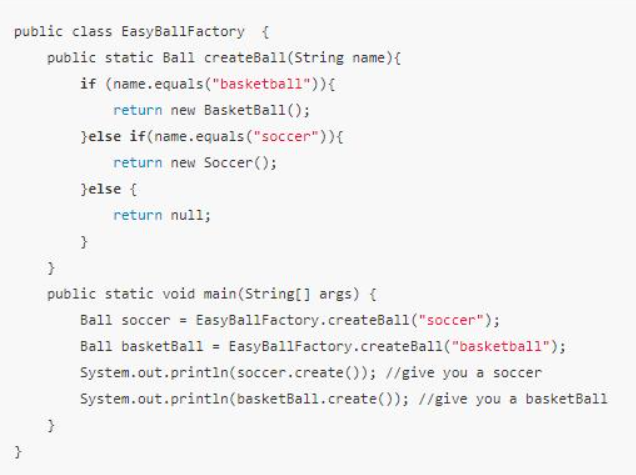 public class EasyBallFactory  {
    public static Ball createBall(String name){
        if (name.equals("basketball")){
            return new BasketBall();
        }else if(name.equals("soccer")){
            return new Soccer();
        }else {
            return null;
        }
    }
    public static void main(String[] args) {
        Ball soccer = EasyBallFactory.createBall("soccer");
        Ball basketBall = EasyBallFactory.createBall("basketball");
        System.out.println(soccer.create()); //give you a soccer
        System.out.println(basketBall.create()); //give you a basketBall
    }
}